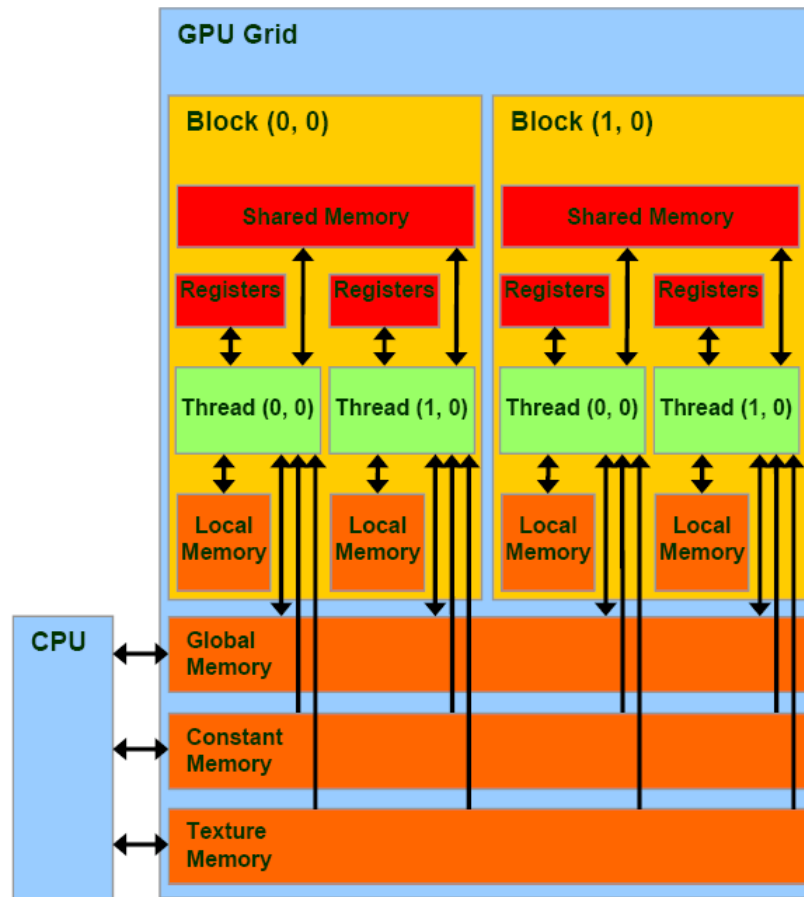 GPU Grid
Block (0, 0)
Block (1, 0)
Shared Memory
Shared Memory
Registers
Registers
Registers
Registers
Thread (0, 0)
Thread (1, 0)
Thread (0, 0)
Thread (1, 0)
Local
Memory
Local
Memory
Local
Memory
Local
Memory
CPU
Global
Memory
Constant
Memory
Texture
Memory